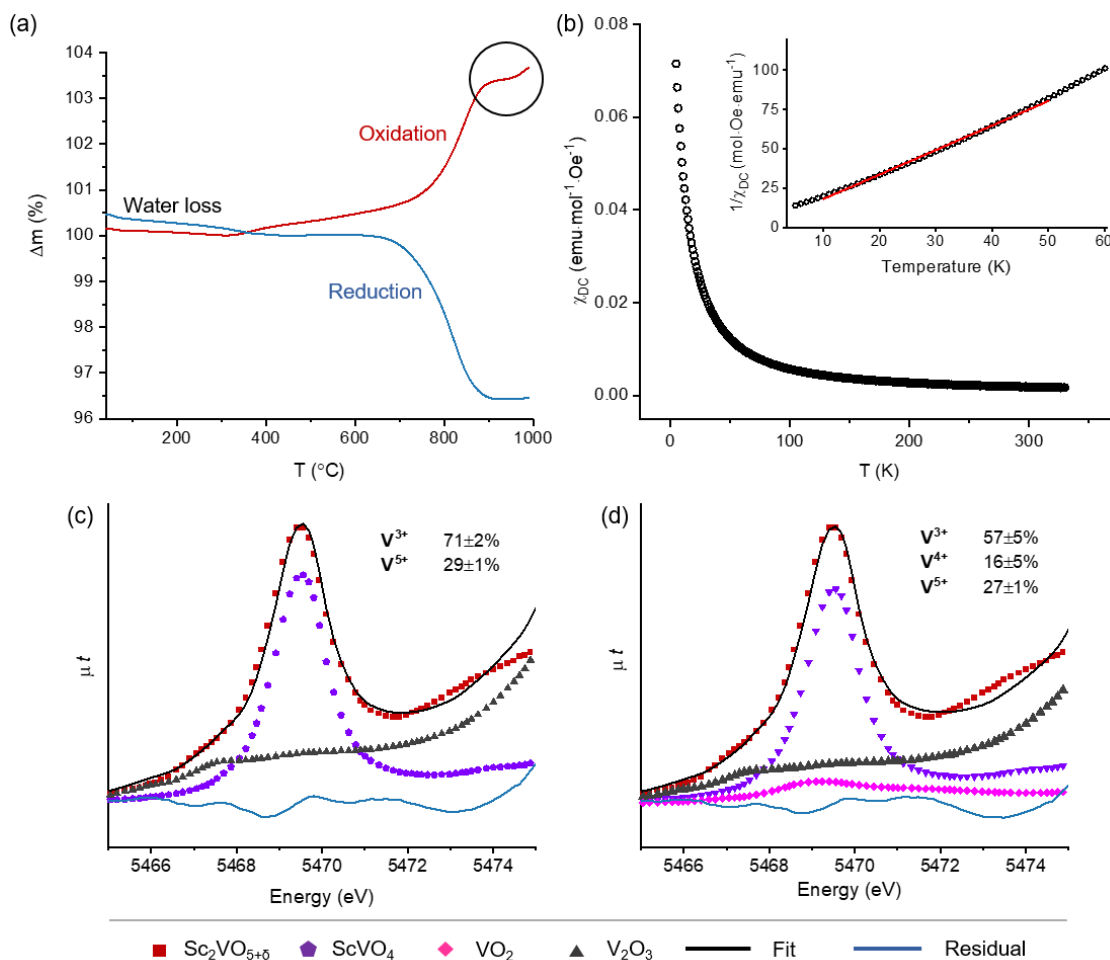 (a)
104
103
102
101
100
99
98
97
96
Δm (%)
Oxidation
Water loss
Reduction
200
400
600
800
1000
T (°C)
(b)
0.08
0.06
0.04
0.02
0.00
χDC (emu·mol⁻¹·Oe⁻¹)
100
75
50
25
0
1/χDC (mol·Oe·emu⁻¹)
10
20
30
40
50
60
Temperature (K)
0
100
200
300
T (K)
(c)
V³⁺ 71±2%
V⁵⁺ 29±1%
μ t
5466
5468
5470
5472
5474
Energy (eV)
(d)
V³⁺ 57±5%
V⁴⁺ 16±5%
V⁵⁺ 27±1%
μ t
5466
5468
5470
5472
5474
Energy (eV)
Sc₂VO₅₊δ
ScVO₄
VO₂
V₂O₃
Fit
Residual